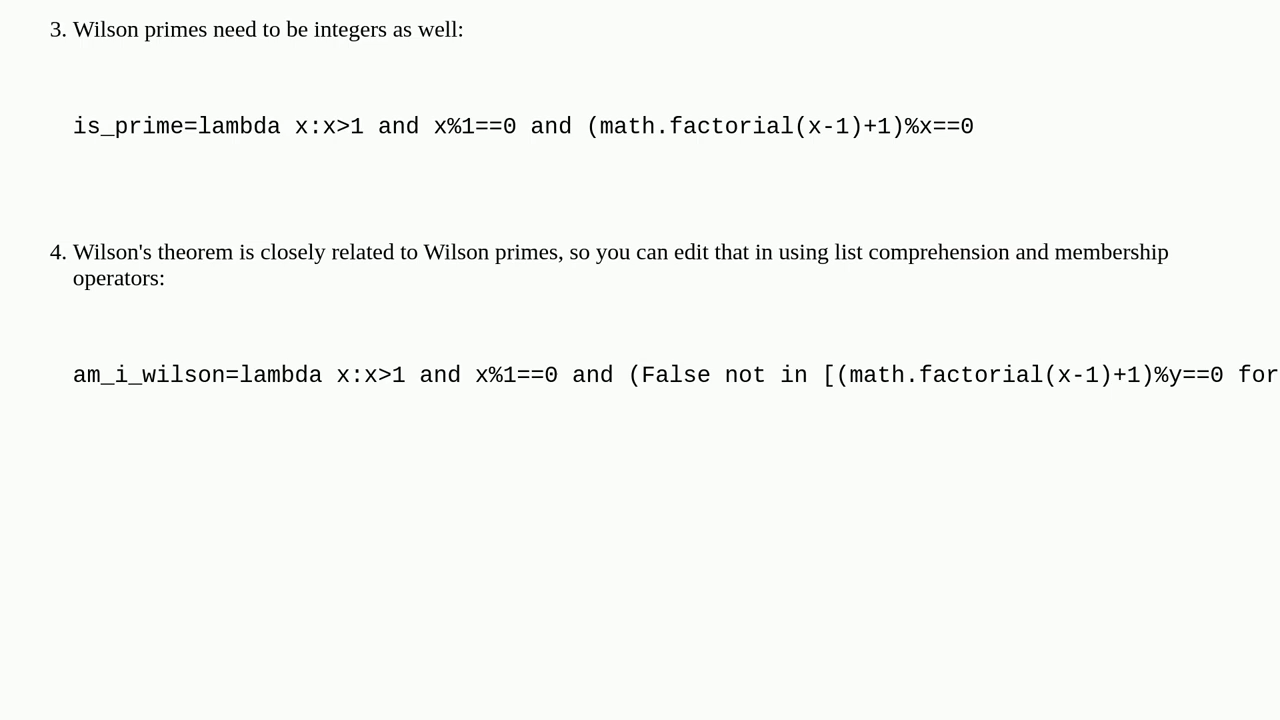 3. Wilson primes need to be integers as well:
is_prime=lambda x:x>1 and x%1==0 and (math.factorial(x-1)+1)%x==0
4. Wilson's theorem is closely related to Wilson primes, so you can edit that in using list comprehension and membership
operators:
am_i_wilson=lambda x:x>1 and x%1==0 and (False not in [(math.factorial(x-1)+1)%y==0 for